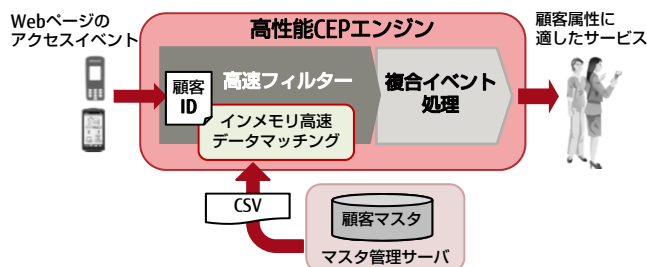 Webページの
アクセスイベント
高性能CEPエンジン
顧客属性に
適したサービス
顧客
ID
高速フィルター
複合イベント
処理
インメモリ高速
データマッチング
CSV
顧客マスタ
マスタ管理サーバ